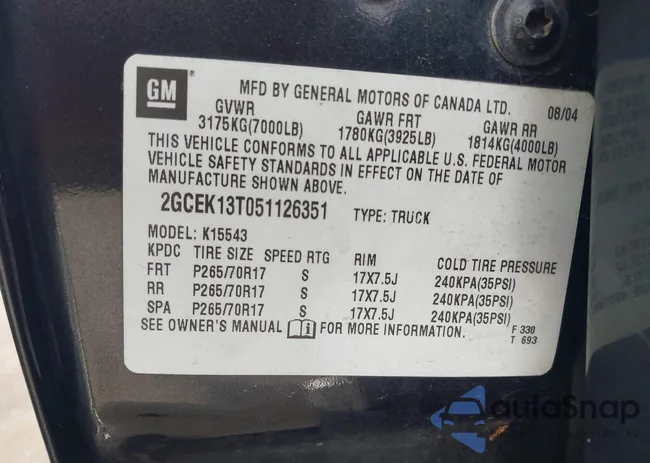 330
GM
MFD BY GENERAL MOTORS OF CANADA LTD. 08/04
GVWR GAWR FRT GAWR RR
3175KG(7000LB) 1780KG(3925LB) 1814KG(4000LB)
THIS VEHICLE CONFORMS TO ALL APPLICABLE U.S. FEDERAL MOTOR
VEHICLE SAFETY STANDARDS IN EFFECT ON THE DATE OF
MANUFACTURE SHOWN ABOVE.
2GCEK13T051126351 TYPE: TRUCK
MODEL: K15543
KPDC TIRE SIZE SPEED RTG RIM COLD TIRE PRESSURE
FRT P265/70R17 S 17X7.5J 240KPA(35PSI)
RR P265/70R17 S 17X7.5J 240KPA(35PSI)
SPA P265/70R17 S 17X7.5J 240KPA(35PSI)
SEE OWNER'S MANUAL FOR MORE INFORMATION.
F 330
T 693
autoSnap